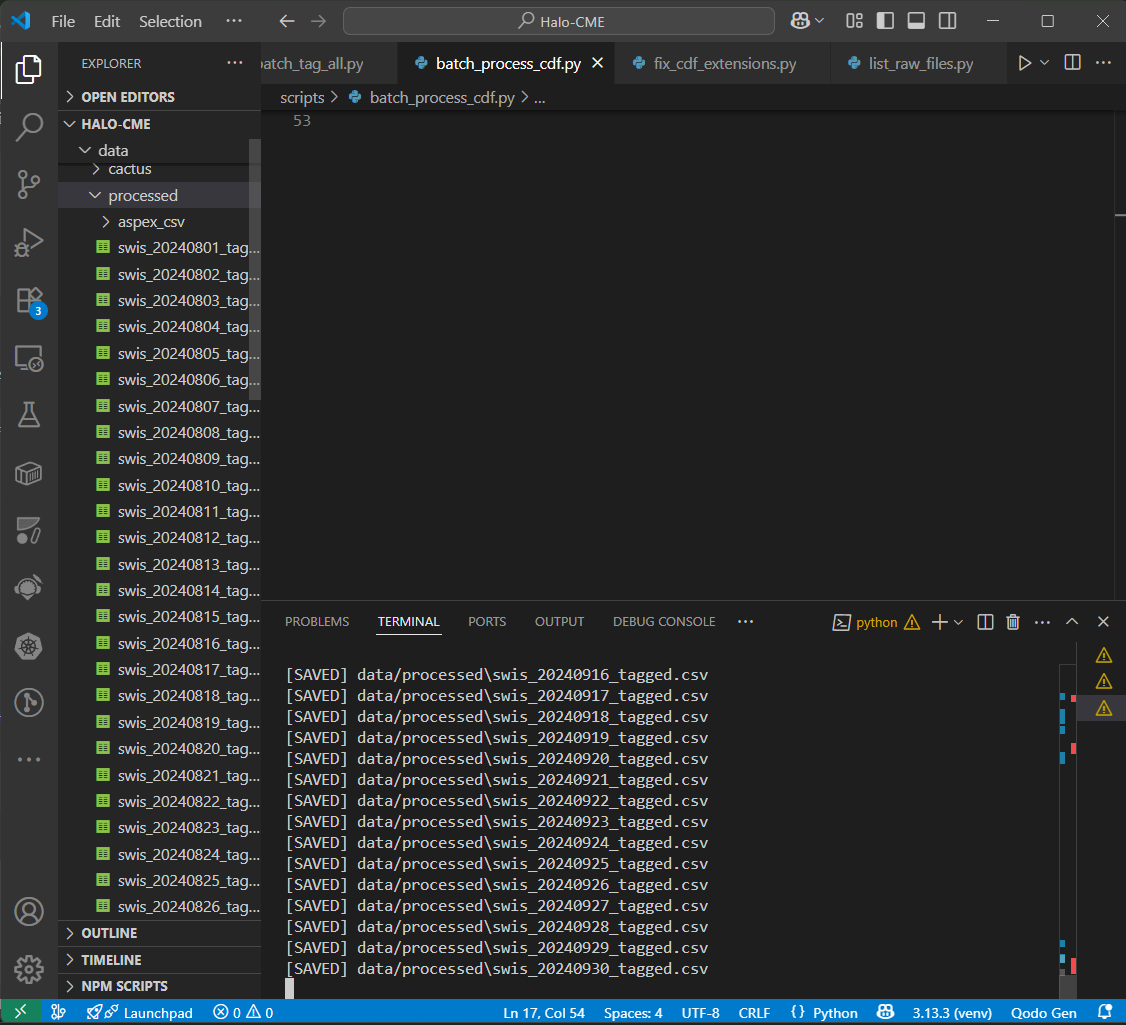 File Edit Selection ··· Halo-CME
EXPLORER ···
OPEN EDITORS
HALO-CME
data
cactus
processed
aspex_csv
swis_20240801_tag...
swis_20240802_tag...
swis_20240803_tag...
swis_20240804_tag...
swis_20240805_tag...
swis_20240806_tag...
swis_20240807_tag...
swis_20240808_tag...
swis_20240809_tag...
swis_20240810_tag...
swis_20240811_tag...
swis_20240812_tag...
swis_20240813_tag...
swis_20240814_tag...
swis_20240815_tag...
swis_20240816_tag...
swis_20240817_tag...
swis_20240818_tag...
swis_20240819_tag...
swis_20240820_tag...
swis_20240821_tag...
swis_20240822_tag...
swis_20240823_tag...
swis_20240824_tag...
swis_20240825_tag...
swis_20240826_tag...
OUTLINE
TIMELINE
NPM SCRIPTS
3
batch_tag_all.py batch_process_cdf.py fix_cdf_extensions.py list_raw_files.py ···
scripts > batch_process_cdf.py > ...
53
PROBLEMS TERMINAL PORTS OUTPUT DEBUG CONSOLE ··· python ···
[SAVED] data/processed\swis_20240916_tagged.csv
[SAVED] data/processed\swis_20240917_tagged.csv
[SAVED] data/processed\swis_20240918_tagged.csv
[SAVED] data/processed\swis_20240919_tagged.csv
[SAVED] data/processed\swis_20240920_tagged.csv
[SAVED] data/processed\swis_20240921_tagged.csv
[SAVED] data/processed\swis_20240922_tagged.csv
[SAVED] data/processed\swis_20240923_tagged.csv
[SAVED] data/processed\swis_20240924_tagged.csv
[SAVED] data/processed\swis_20240925_tagged.csv
[SAVED] data/processed\swis_20240926_tagged.csv
[SAVED] data/processed\swis_20240927_tagged.csv
[SAVED] data/processed\swis_20240928_tagged.csv
[SAVED] data/processed\swis_20240929_tagged.csv
[SAVED] data/processed\swis_20240930_tagged.csv
Launchpad 0 0 Ln 17, Col 54 Spaces: 4 UTF-8 CRLF {} Python 3.13.3 (venv) Qodo Gen